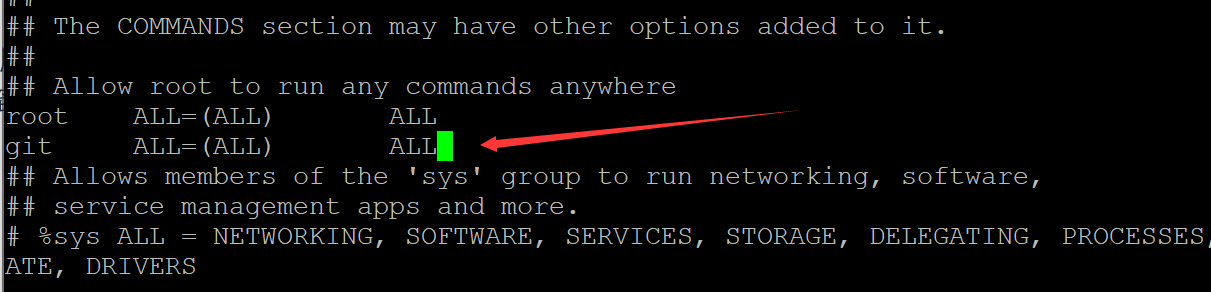 ##
## The COMMANDS section may have other options added to it.
##
## Allow root to run any commands anywhere
root    ALL=(ALL)       ALL
git     ALL=(ALL)       ALL
## Allows members of the 'sys' group to run networking, software,
## service management apps and more.
# %sys ALL = NETWORKING, SOFTWARE, SERVICES, STORAGE, DELEGATING, PROCESSES,
ATE, DRIVERS